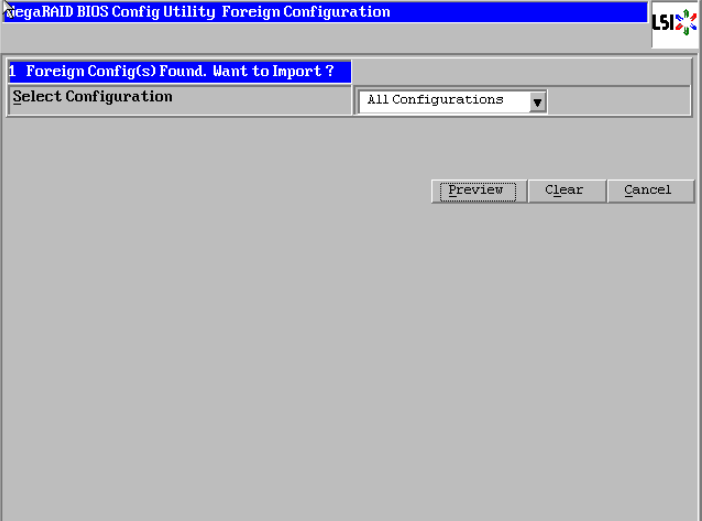 MegaRAID BIOS Config Utility Foreign Configuration
LSI
1 Foreign Config(s) Found. Want to Import ?
Select Configuration
All Configurations
Preview Clear Cancel